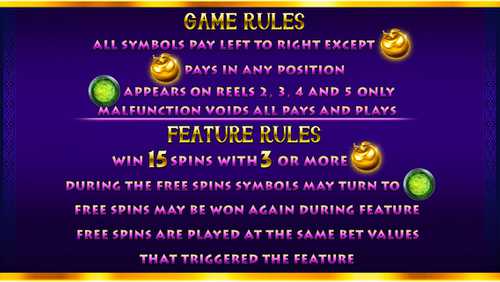 GAME RULES
ALL SYMBOLS PAY LEFT TO RIGHT EXCEPT
PAYS IN ANY POSITION
APPEARS ON REELS 2, 3, 4 AND 5 ONLY
MALFUNCTION VOIDS ALL PAYS AND PLAYS
FEATURE RULES
WIN 15 SPINS WITH 3 OR MORE
DURING THE FREE SPINS SYMBOLS MAY TURN TO
FREE SPINS MAY BE WON AGAIN DURING FEATURE
FREE SPINS ARE PLAYED AT THE SAME BET VALUES
THAT TRIGGERED THE FEATURE